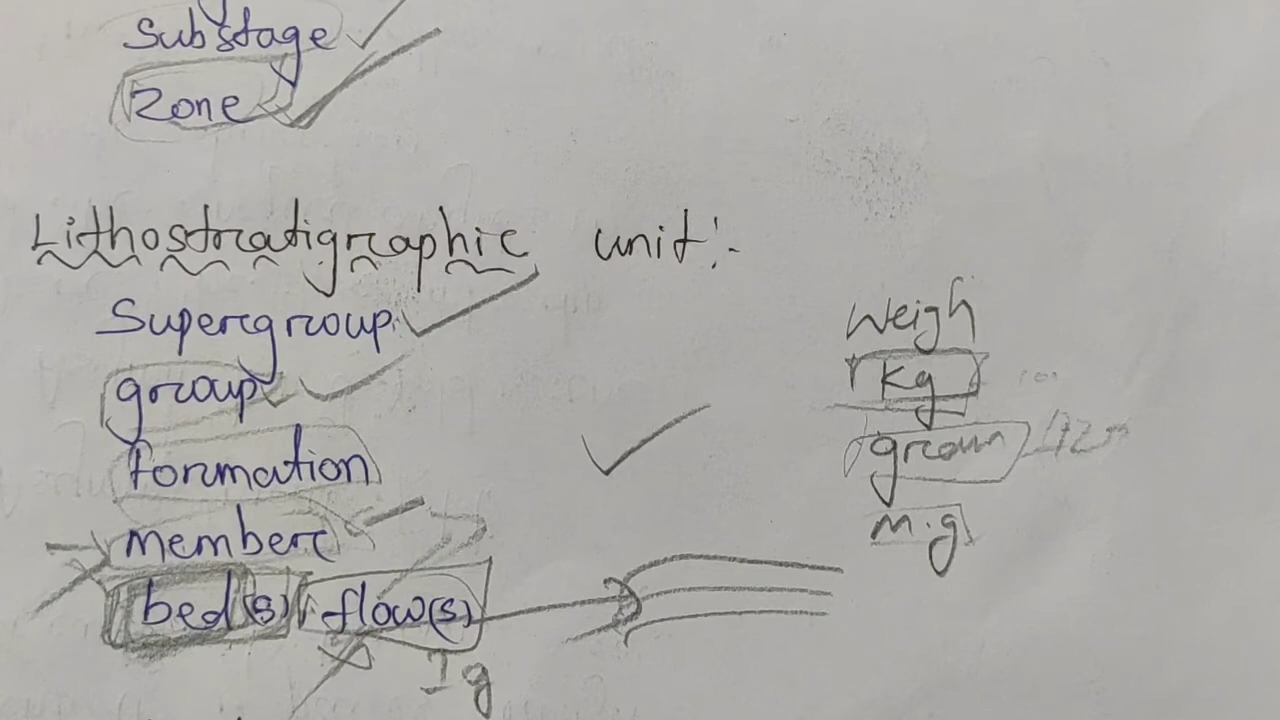 Substage
Zone
Lithostratigraphic unit:-
Supergroup
group
formation
member
bed(s) flow(s)
Ig
Weigh
Kg
gram
m.g